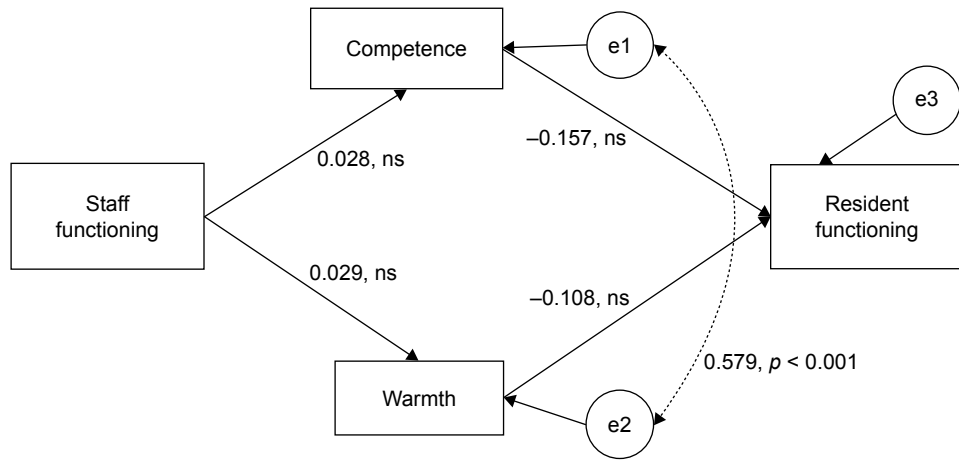 Competence
e1
e3
–0.157, ns
0.028, ns
Staff
functioning
Resident
functioning
0.029, ns
–0.108, ns
0.579, p < 0.001
Warmth
e2